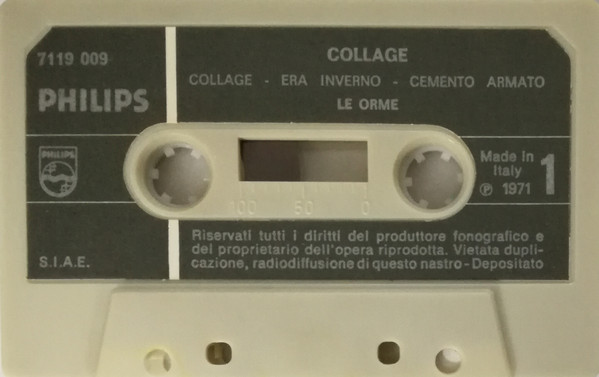 7119 009
PHILIPS
COLLAGE
COLLAGE - ERA INVERNO - CEMENTO ARMATO
LE ORME
PHILIPS
100 50 0
Made in
Italy
℗ 1971
1
S.I.A.E.
Riservati tutti i diritti del produttore fonografico e
del proprietario dell'opera riprodotta. Vietata dupli-
cazione, radiodiffusione di questo nastro - Depositato